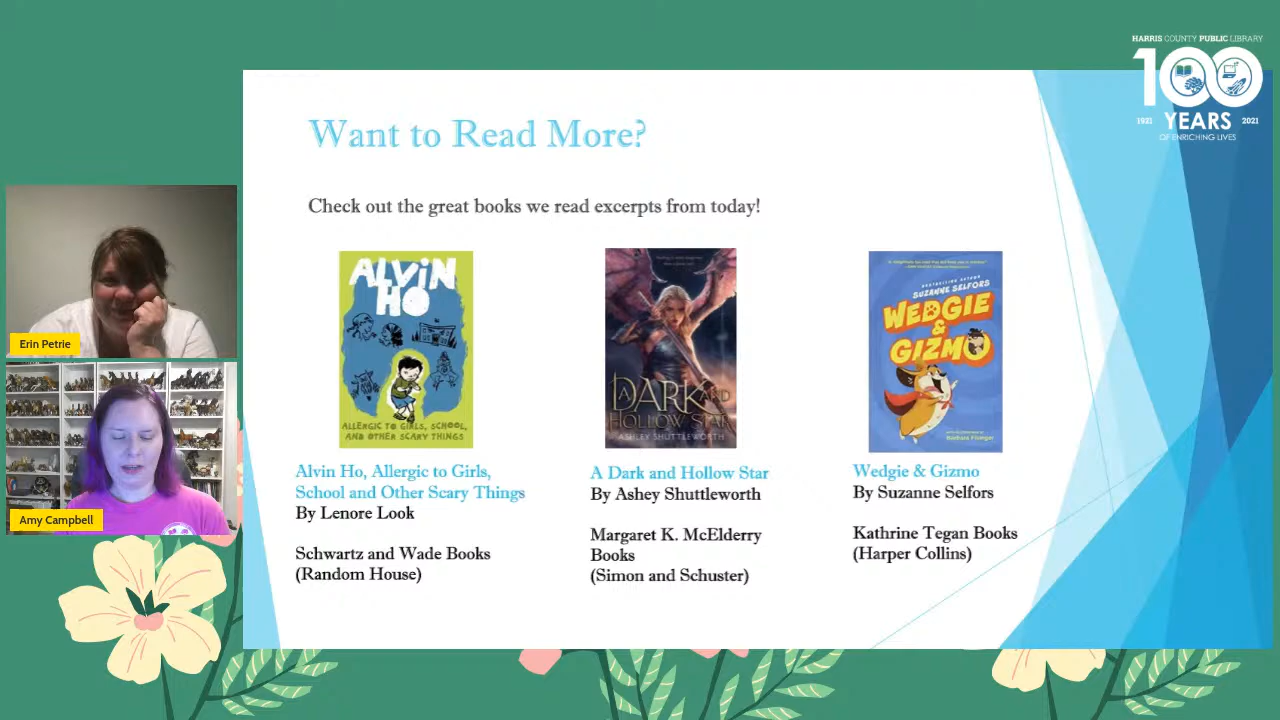 HARRIS COUNTY PUBLIC LIBRARY
100
1921 YEARS 2021
OF ENRICHING LIVES
Want to Read More?
Check out the great books we read excerpts from today!
Erin Petrie
Amy Campbell
ALViN
HO
ALLERGIC TO GIRLS, SCHOOL,
AND OTHER SCARY THINGS
Alvin Ho, Allergic to Girls,
School and Other Scary Things
By Lenore Look
Schwartz and Wade Books
(Random House)
A DARK AND
HOLLOW STAR
ASHLEY SHUTTLEWORTH
A Dark and Hollow Star
By Ashey Shuttleworth
Margaret K. McElderry
Books
(Simon and Schuster)
BESTSELLING AUTHOR
SUZANNE SELFORS
WEDGIE
&
GIZMO
Wedgie & Gizmo
By Suzanne Selfors
Kathrine Tegan Books
(Harper Collins)